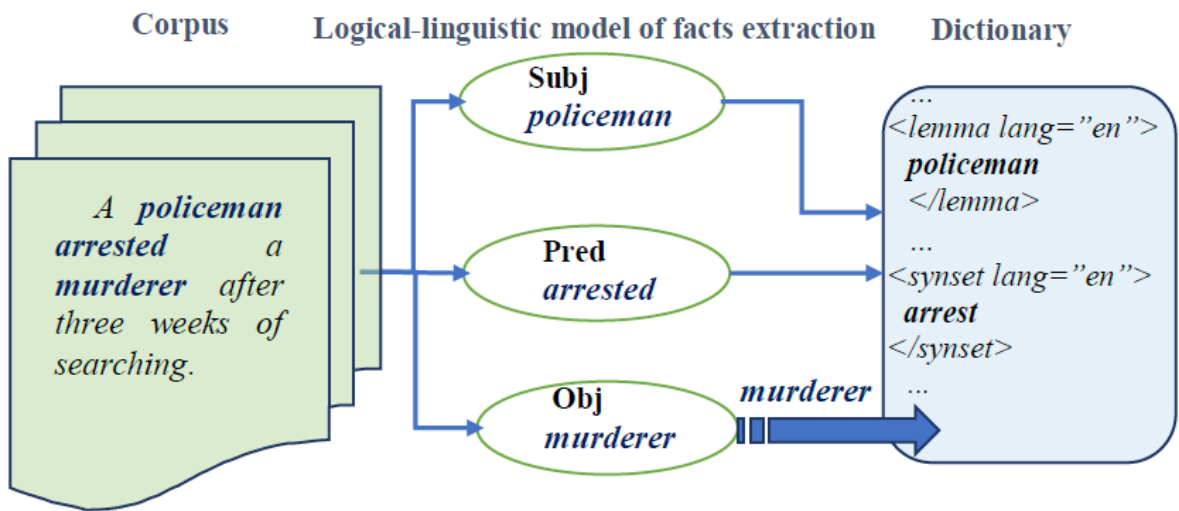 Corpus
Logical-linguistic model of facts extraction
Dictionary
A policeman
arrested a
murderer after
three weeks of
searching.
Subj
policeman
Pred
arrested
Obj
murderer
murderer
...
<lemma lang=”en”>
policeman
</lemma>
...
<synset lang=”en”>
arrest
</synset>
...